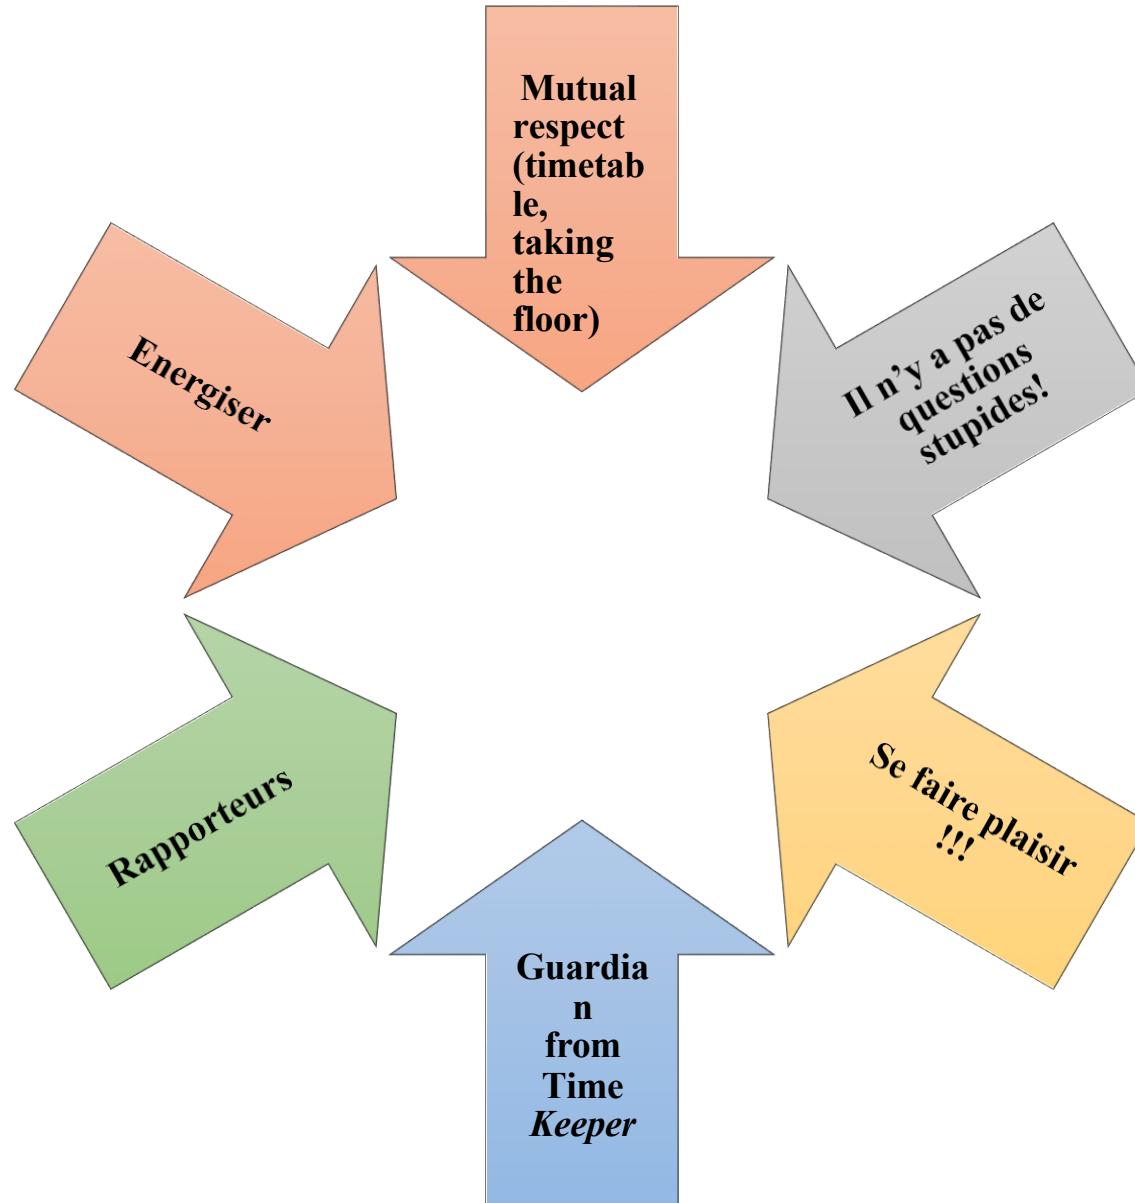 Mutual
respect
(timetab
le,
taking
the
floor)
Il n’y a pas de
questions
stupides!
Se faire plaisir
!!!
Guardia
n
from
Time
Keeper
Rapporteurs
Energiser